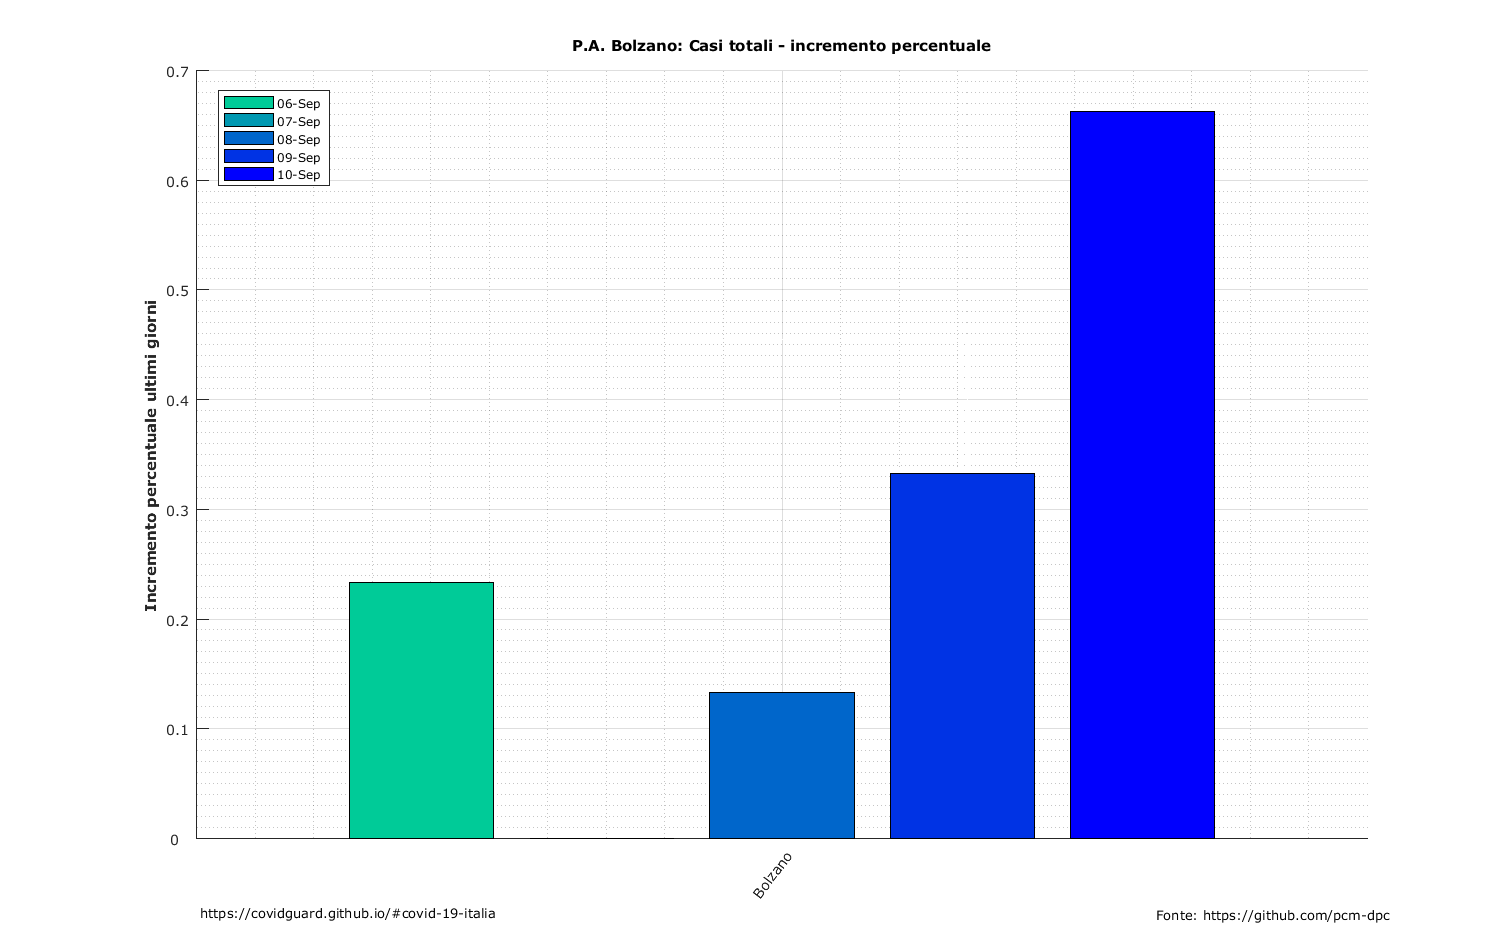 P.A. Bolzano: Casi totali - incremento percentuale
0.7
0.6
0.5
0.4
0.3
0.2
0.1
0
Incremento percentuale ultimi giorni
06-Sep
07-Sep
08-Sep
09-Sep
10-Sep
Bolzano
https://covidguard.github.io/#covid-19-italia
Fonte: https://github.com/pcm-dpc